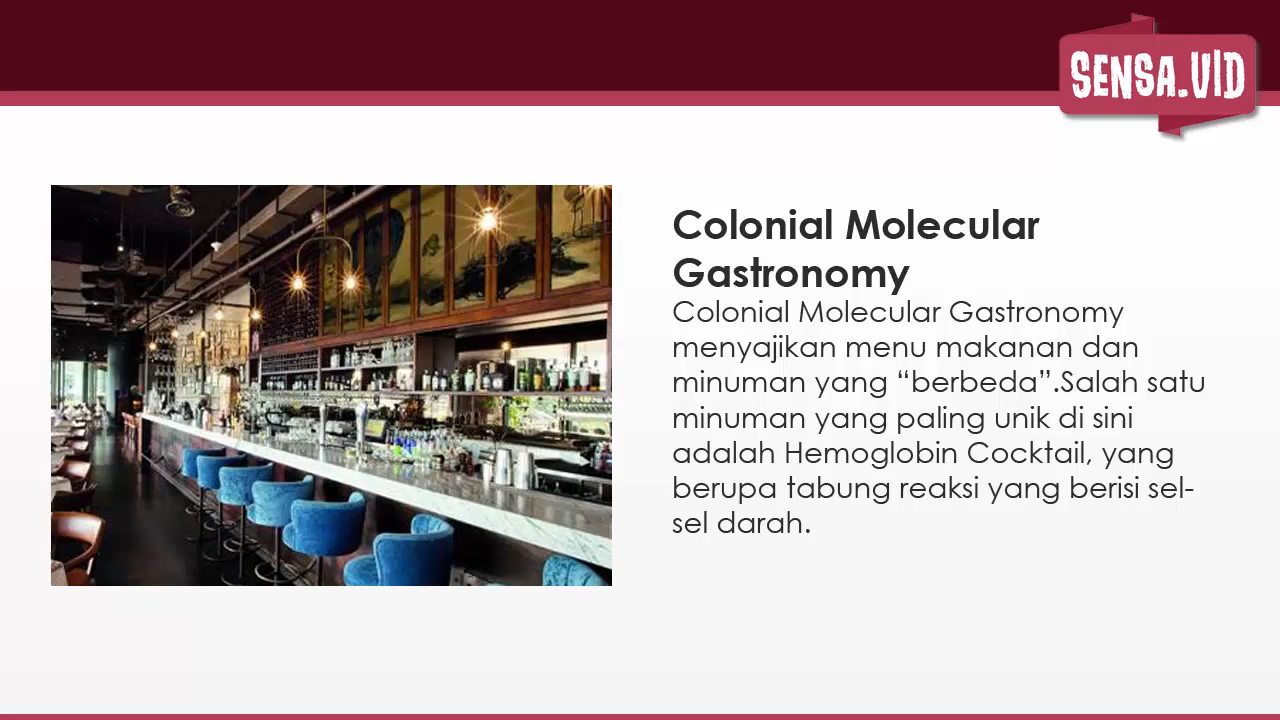 SENSA.VID
Colonial Molecular
Gastronomy
Colonial Molecular Gastronomy
menyajikan menu makanan dan
minuman yang “berbeda”.Salah satu
minuman yang paling unik di sini
adalah Hemoglobin Cocktail, yang
berupa tabung reaksi yang berisi sel-
sel darah.